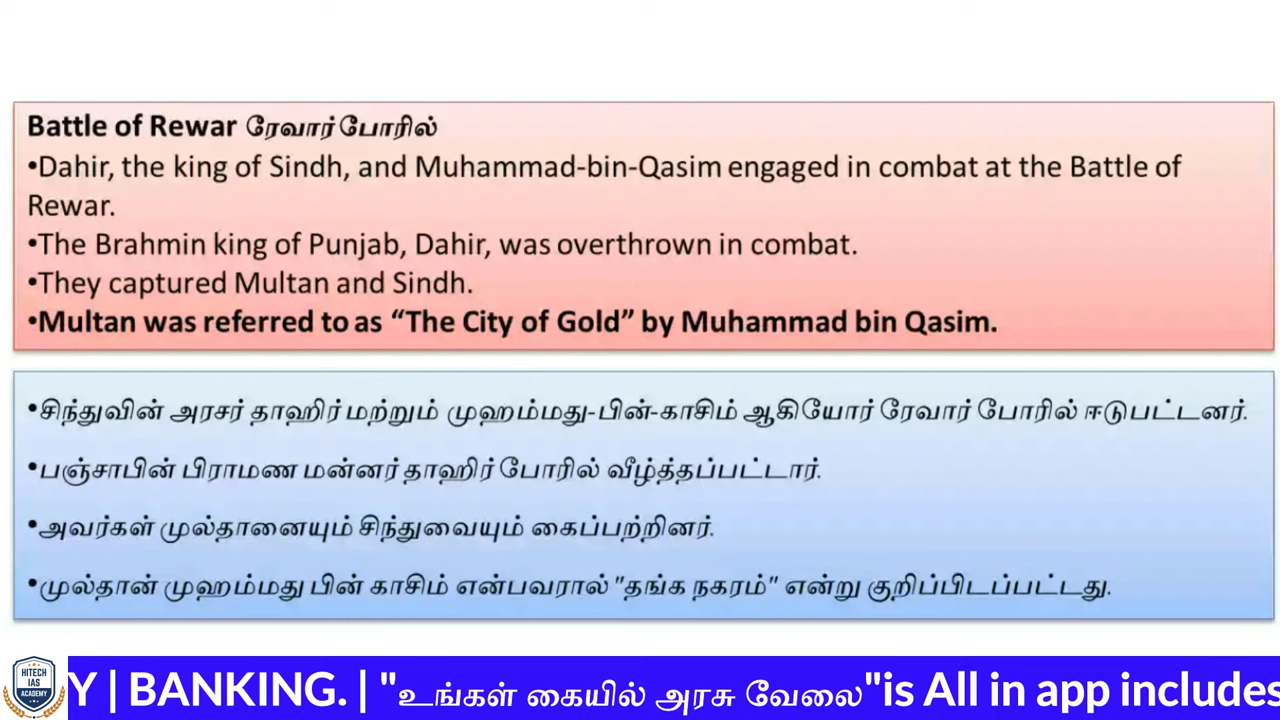 Battle of Rewar ரேவார் போரில்
•Dahir, the king of Sindh, and Muhammad-bin-Qasim engaged in combat at the Battle of
Rewar.
•The Brahmin king of Punjab, Dahir, was overthrown in combat.
•They captured Multan and Sindh.
•Multan was referred to as “The City of Gold” by Muhammad bin Qasim.
•சிந்துவின் அரசர் தாஹிர் மற்றும் முஹம்மது-பின்-காசிம் ஆகியோர் ரேவார் போரில் ஈடுபட்டனர்.
•பஞ்சாபின் பிராமண மன்னர் தாஹிர் போரில் வீழ்த்தப்பட்டார்.
•அவர்கள் முல்தானையும் சிந்துவையும் கைப்பற்றினர்.
•முல்தான் முஹம்மது பின் காசிம் என்பவரால் "தங்க நகரம்" என்று குறிப்பிடப்பட்டது.
HITECH
IAS
ACADEMY
Y | BANKING. | "உங்கள் கையில் அரசு வேலை"is All in app includes